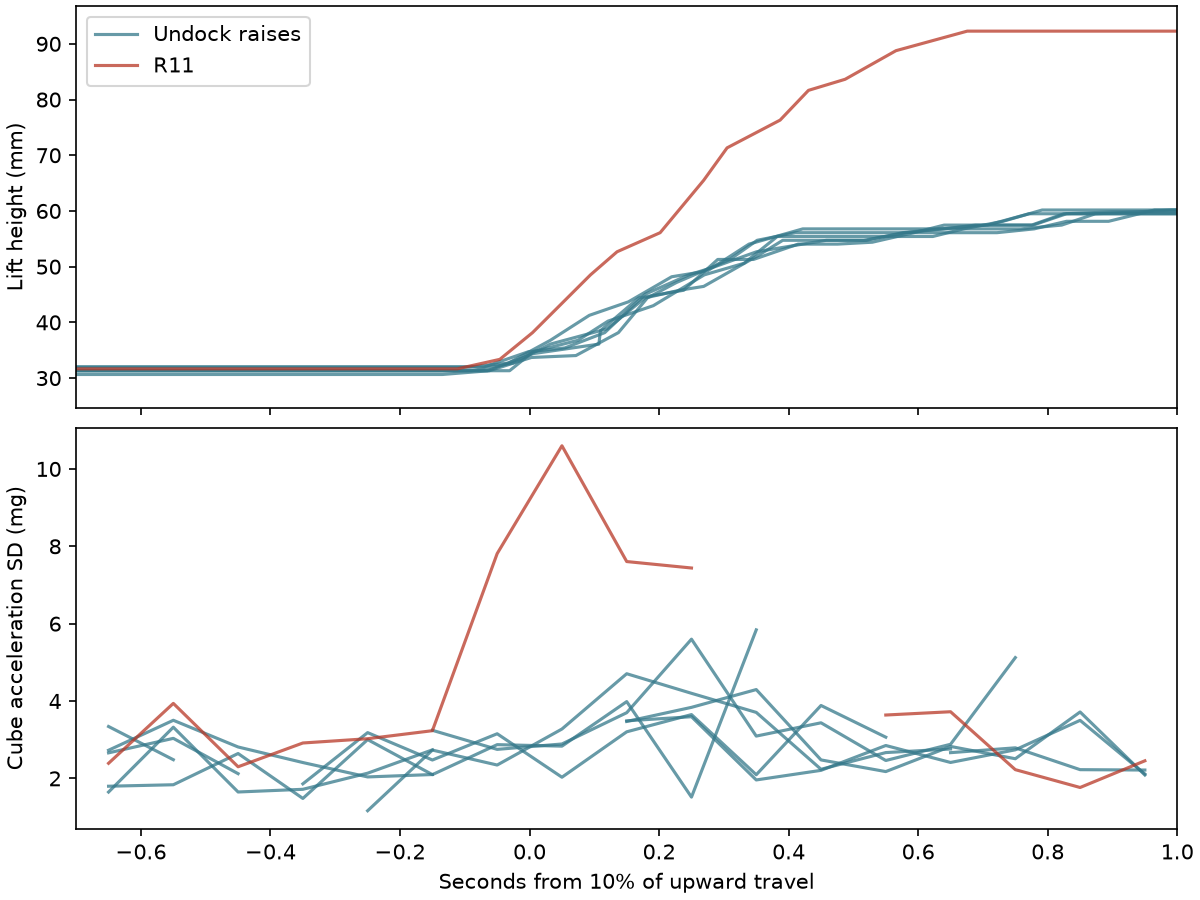 Undock raises
R11
Lift height (mm)
90
80
70
60
50
40
30
Cube acceleration SD (mg)
10
8
6
4
2
−0.6 −0.4 −0.2 0.0 0.2 0.4 0.6 0.8 1.0
Seconds from 10% of upward travel